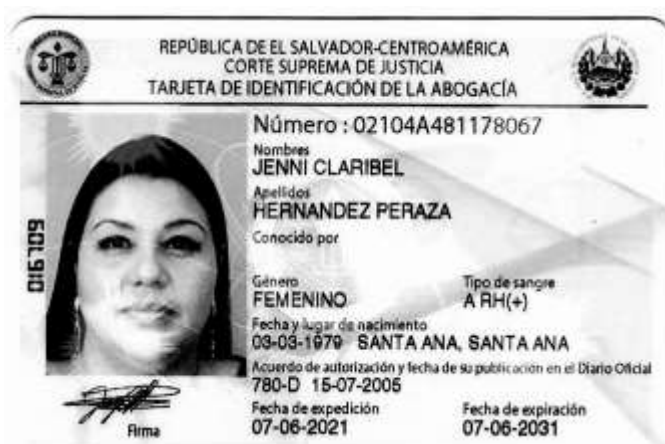 REPÚBLICA DE EL SALVADOR-CENTROAMÉRICA
CORTE SUPREMA DE JUSTICIA
TARJETA DE IDENTIFICACIÓN DE LA ABOGACÍA
Número : 02104A481178067
Nombres
JENNI CLARIBEL
Apellidos
HERNANDEZ PERAZA
Conocido por
Género Tipo de sangre
FEMENINO A RH(+)
Fecha y lugar de nacimiento
03-03-1979 SANTA ANA, SANTA ANA
Acuerdo de autorización y fecha de su publicación en el Diario Oficial
780-D 15-07-2005
Fecha de expedición Fecha de expiración
07-06-2021 07-06-2031
Firma